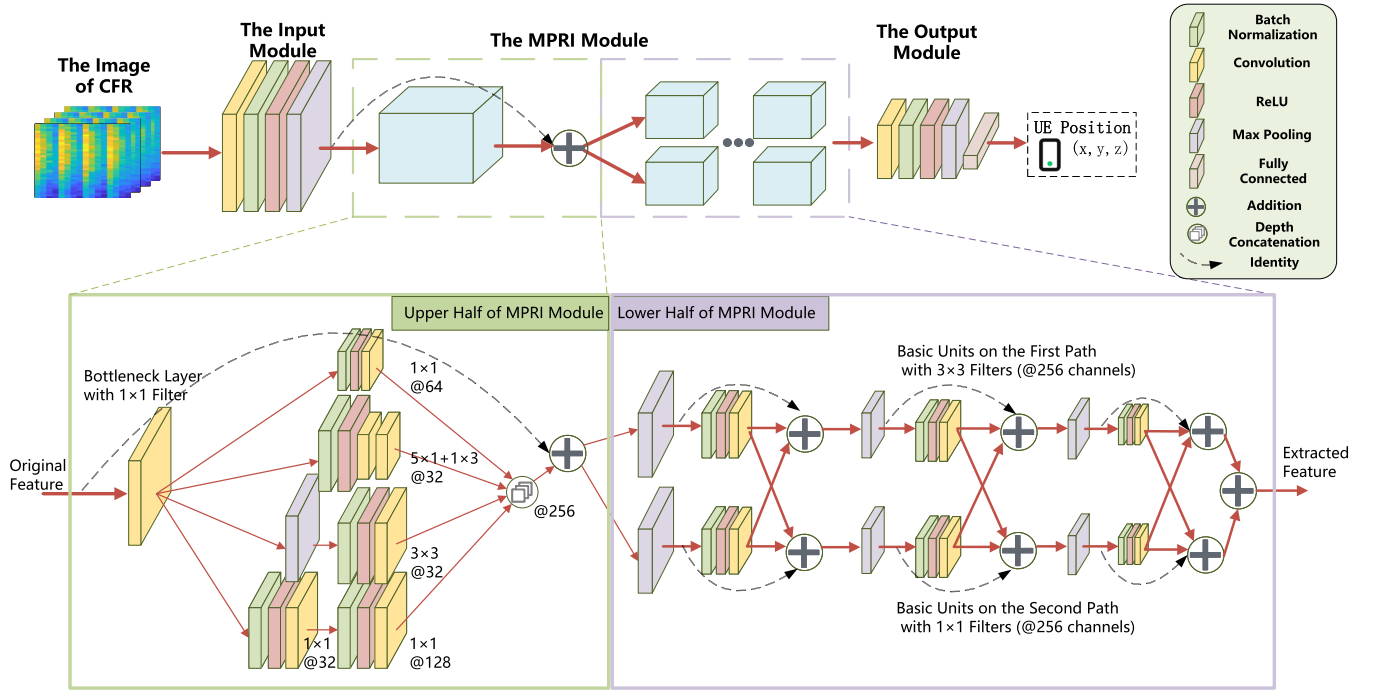 The Image
of CFR
The Input
Module
The MPRI Module
The Output
Module
UE Position
(x,y,z)
Batch
Normalization
Convolution
ReLU
Max Pooling
Fully
Connected
Addition
Depth
Concatenation
Identity
Upper Half of MPRI Module
Lower Half of MPRI Module
Bottleneck Layer
with 1×1 Filter
Original
Feature
1×1
@64
5×1+1×3
@32
3×3
@32
1×1
@32
1×1
@128
@256
Basic Units on the First Path
with 3×3 Filters (@256 channels)
Basic Units on the Second Path
with 1×1 Filters (@256 channels)
Extracted
Feature